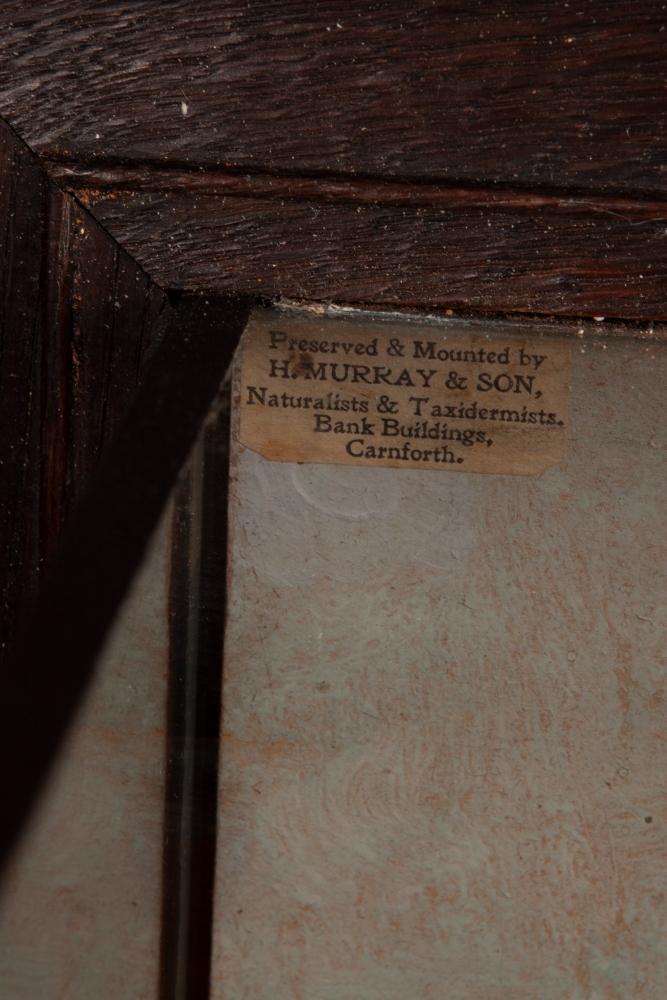 Preserved & Mounted by
H. MURRAY & SON,
Naturalists & Taxidermists.
Bank Buildings,
Carnforth.